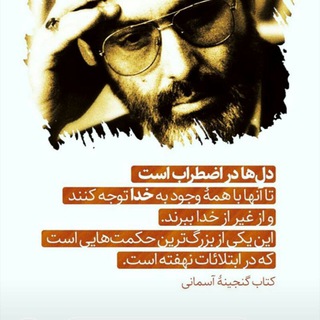 دل‌ها در اضطراب است
تا آنها با همهٔ وجود به خدا توجه کنند
و از غیر از خدا ببرند.
این یکی از بزرگ‌ترین حکمت‌هایی است
که در ابتلائات نهفته است.
کتاب گنجینهٔ آسمانی